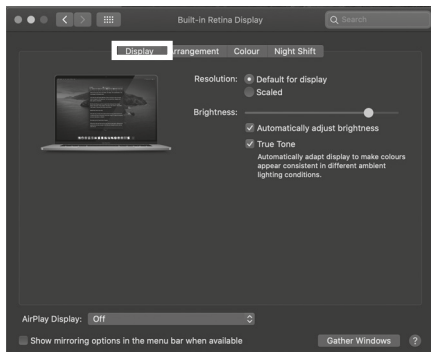 Built-in Retina Display
Search
Display
rrangement
Colour
Night Shift
Resolution:
Default for display
Scaled
Brightness:
Automatically adjust brightness
True Tone
Automatically adapt display to make colours
appear consistent in different ambient
lighting conditions.
AirPlay Display:
Off
Show mirroring options in the menu bar when available
Gather Windows
?